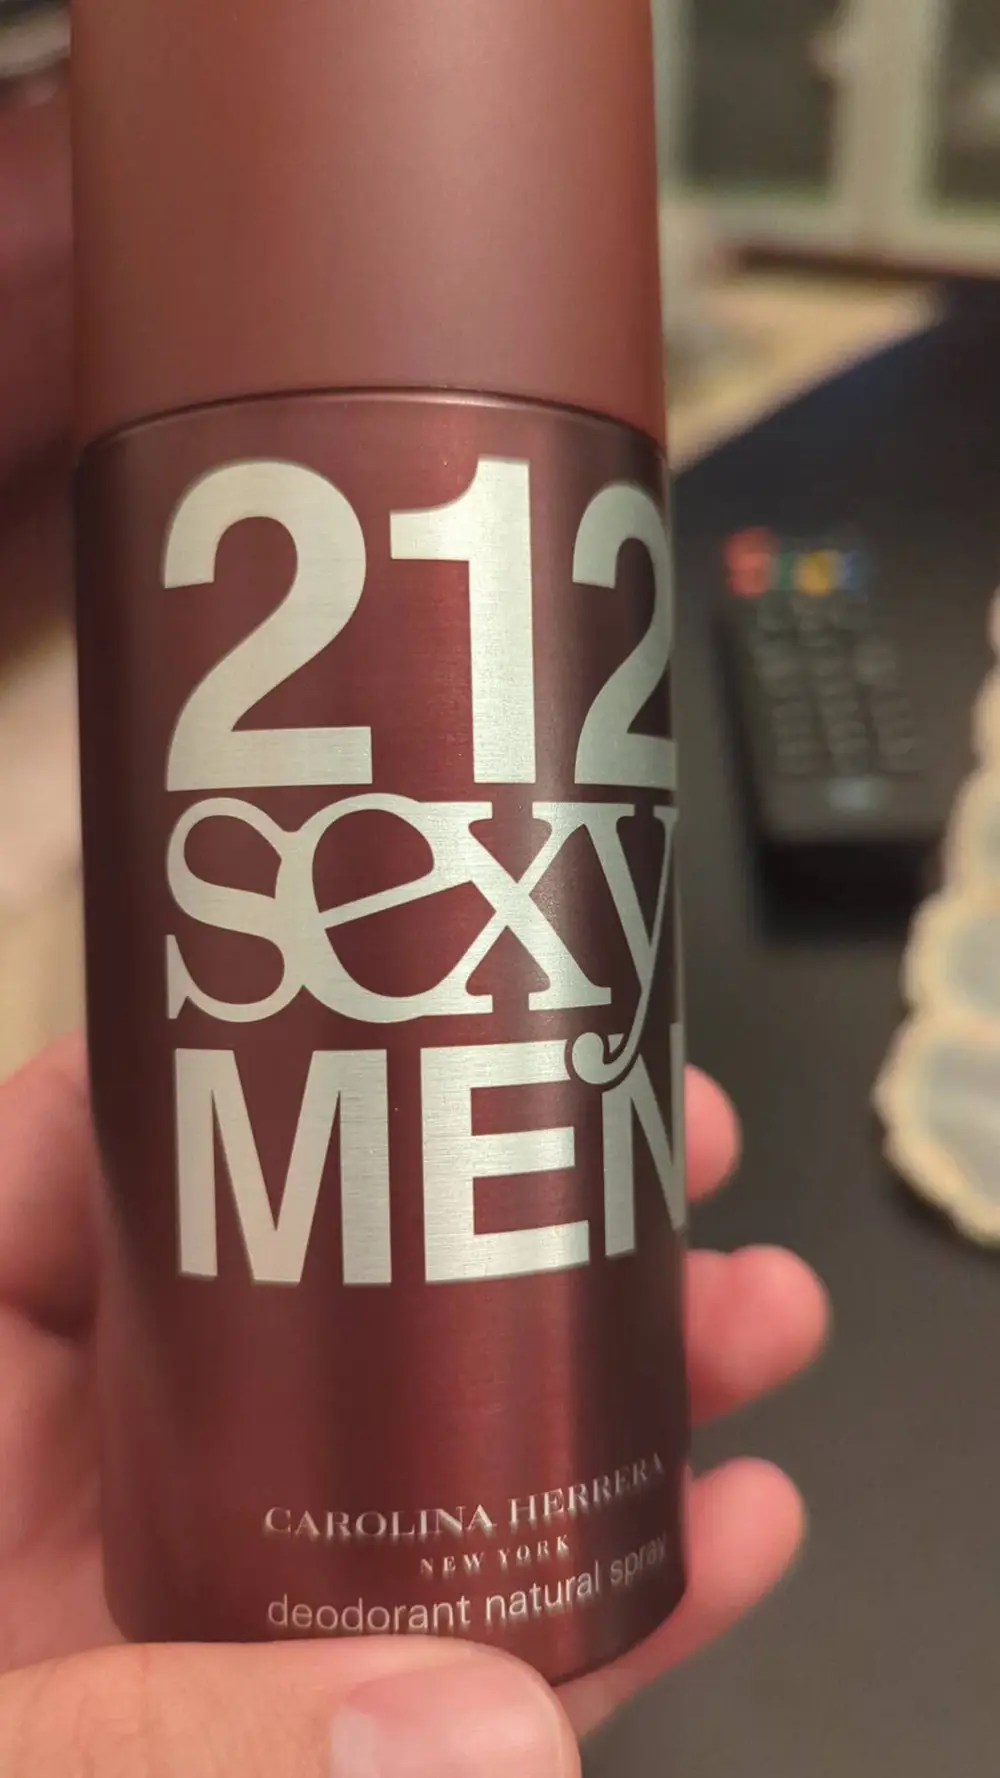 212
sexy
MEN
CAROLINA HERRERA
NEW YORK
deodorant natural spray